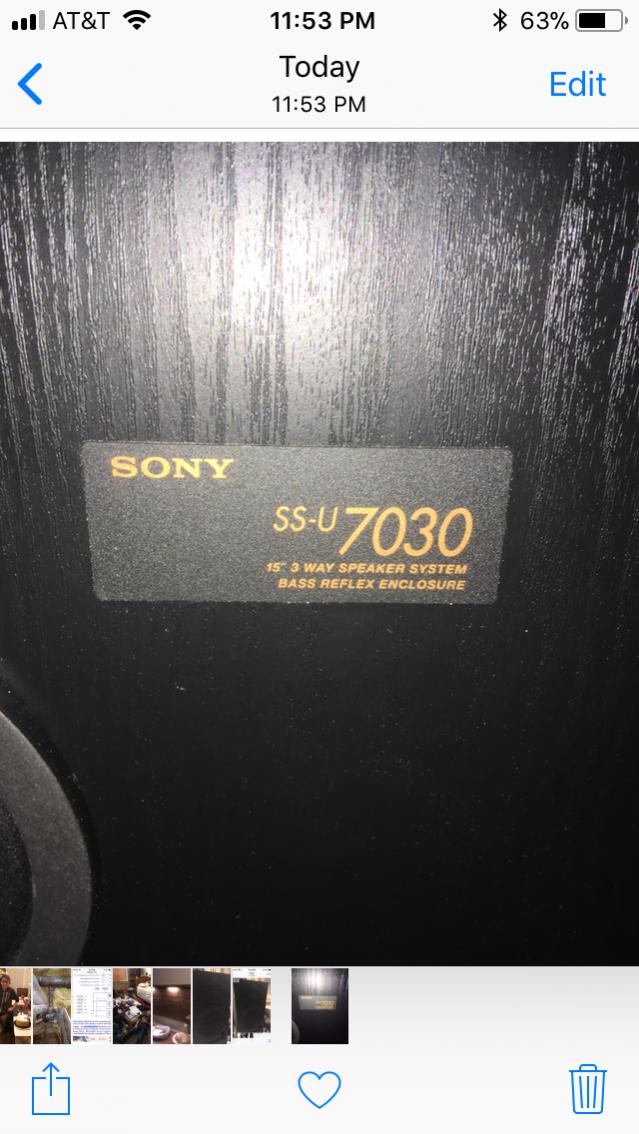 AT&T 11:53 PM 63%
Today
11:53 PM
Edit
SONY
SS-U 7030
15" 3 WAY SPEAKER SYSTEM
BASS REFLEX ENCLOSURE